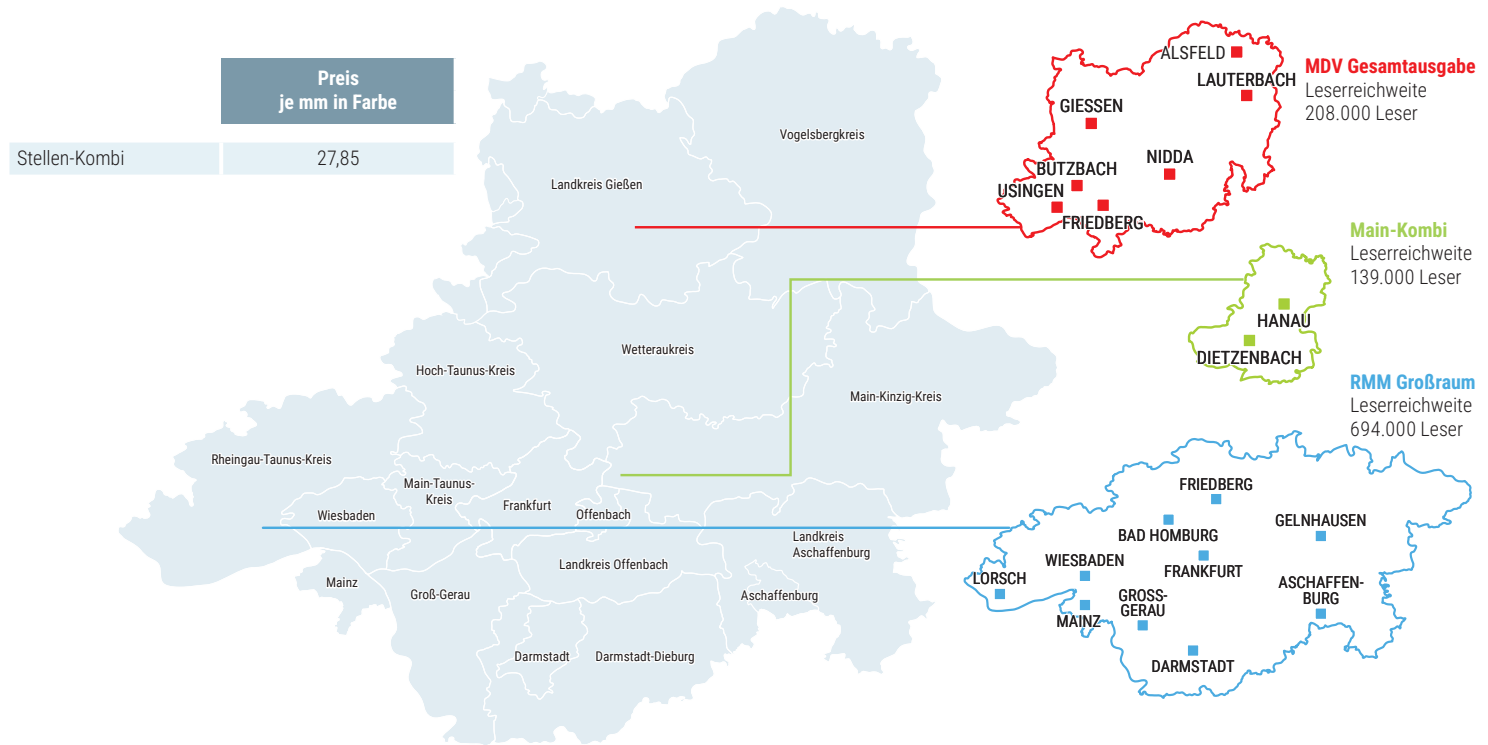 Preis
je mm in Farbe
Stellen-Kombi 27,85
Vogelsbergkreis
Landkreis Gießen
Wetteraukreis
Hoch-Taunus-Kreis
Main-Kinzig-Kreis
Rheingau-Taunus-Kreis
Main-Taunus-
Kreis
Wiesbaden
Frankfurt
Offenbach
Landkreis
Aschaffenburg
Landkreis Offenbach
Mainz
Groß-Gerau
Aschaffenburg
Darmstadt
Darmstadt-Dieburg
ALSFELD
LAUTERBACH
GIESSEN
NIDDA
BUTZBACH
USINGEN
FRIEDBERG
MDV Gesamtausgabe
Leserreichweite
208.000 Leser
Main-Kombi
Leserreichweite
139.000 Leser
HANAU
DIETZENBACH
RMM Großraum
Leserreichweite
694.000 Leser
FRIEDBERG
BAD HOMBURG
GELNHAUSEN
FRANKFURT
WIESBADEN
LORSCH
MAINZ
GROSS-
GERAU
ASCHAFFEN-
BURG
DARMSTADT